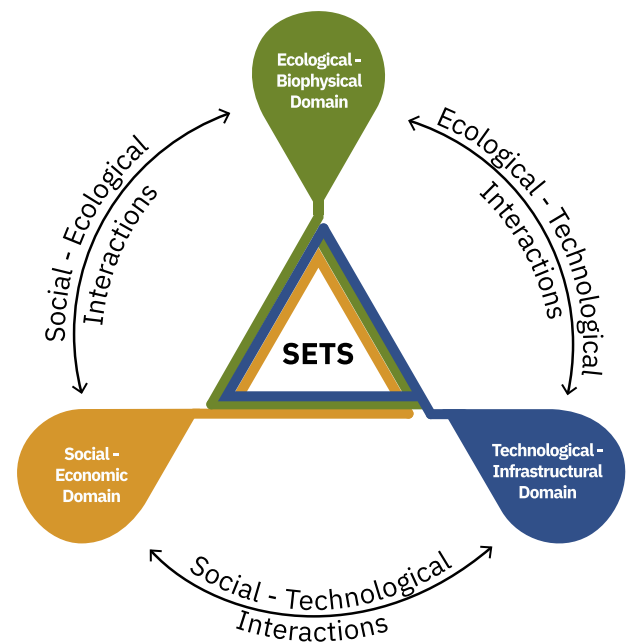 Ecological -
Biophysical
Domain
Social - Ecological
Interactions
Ecological - Technological
Interactions
SETS
Social -
Economic
Domain
Technological -
Infrastructural
Domain
Social - Technological
Interactions